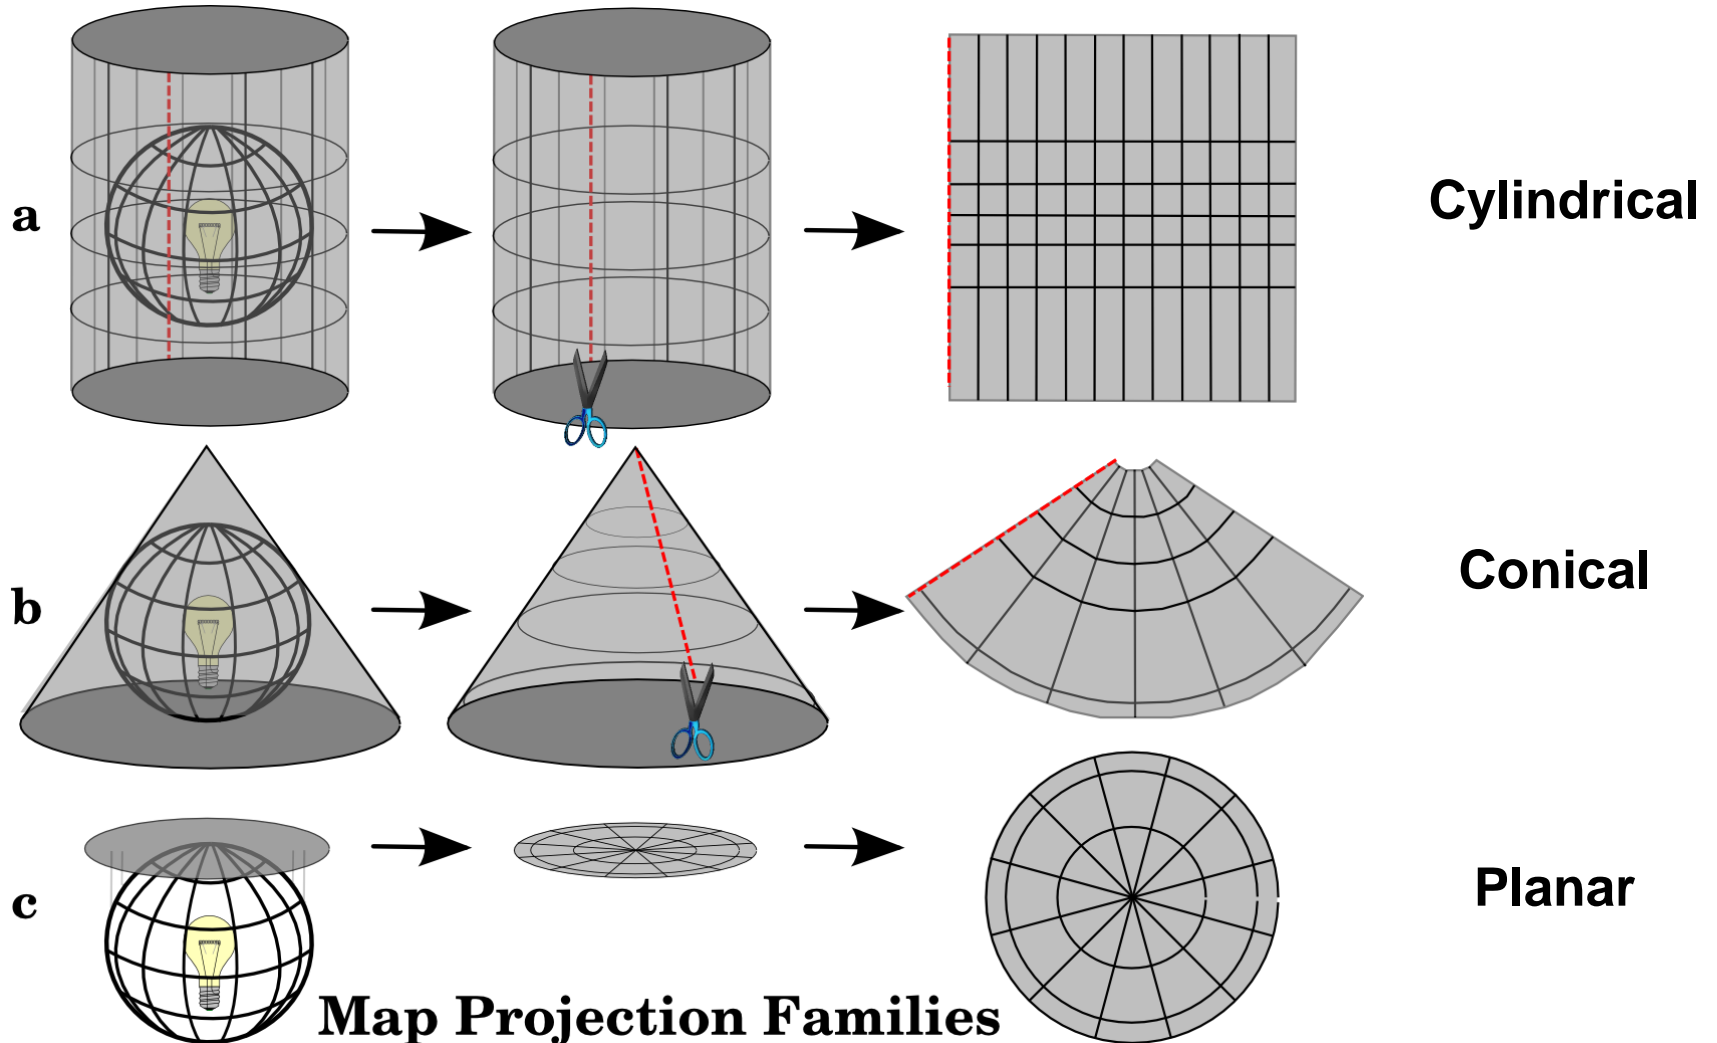 a
Cylindrical
b
Conical
c
Planar
Map Projection Families